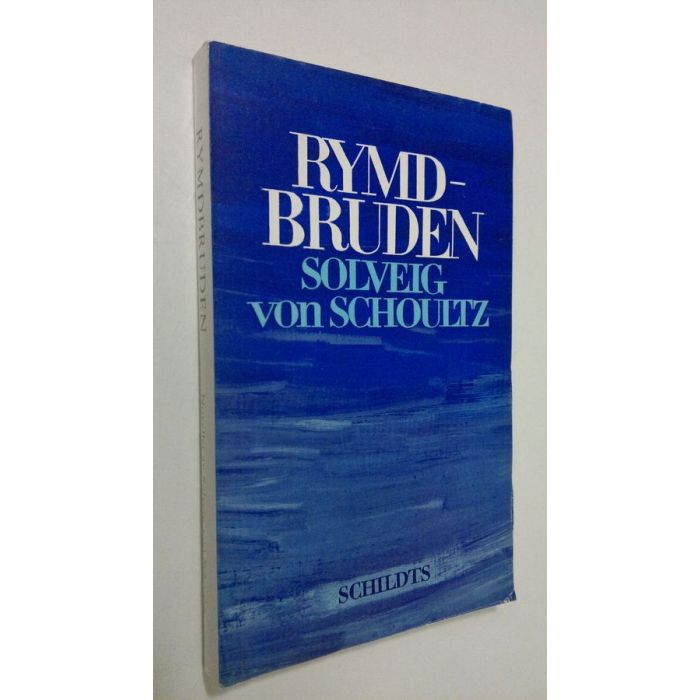 RYMD-
BRUDEN
SOLVEIG
von SCHOULTZ
SCHILDTS
RYMDBRUDEN